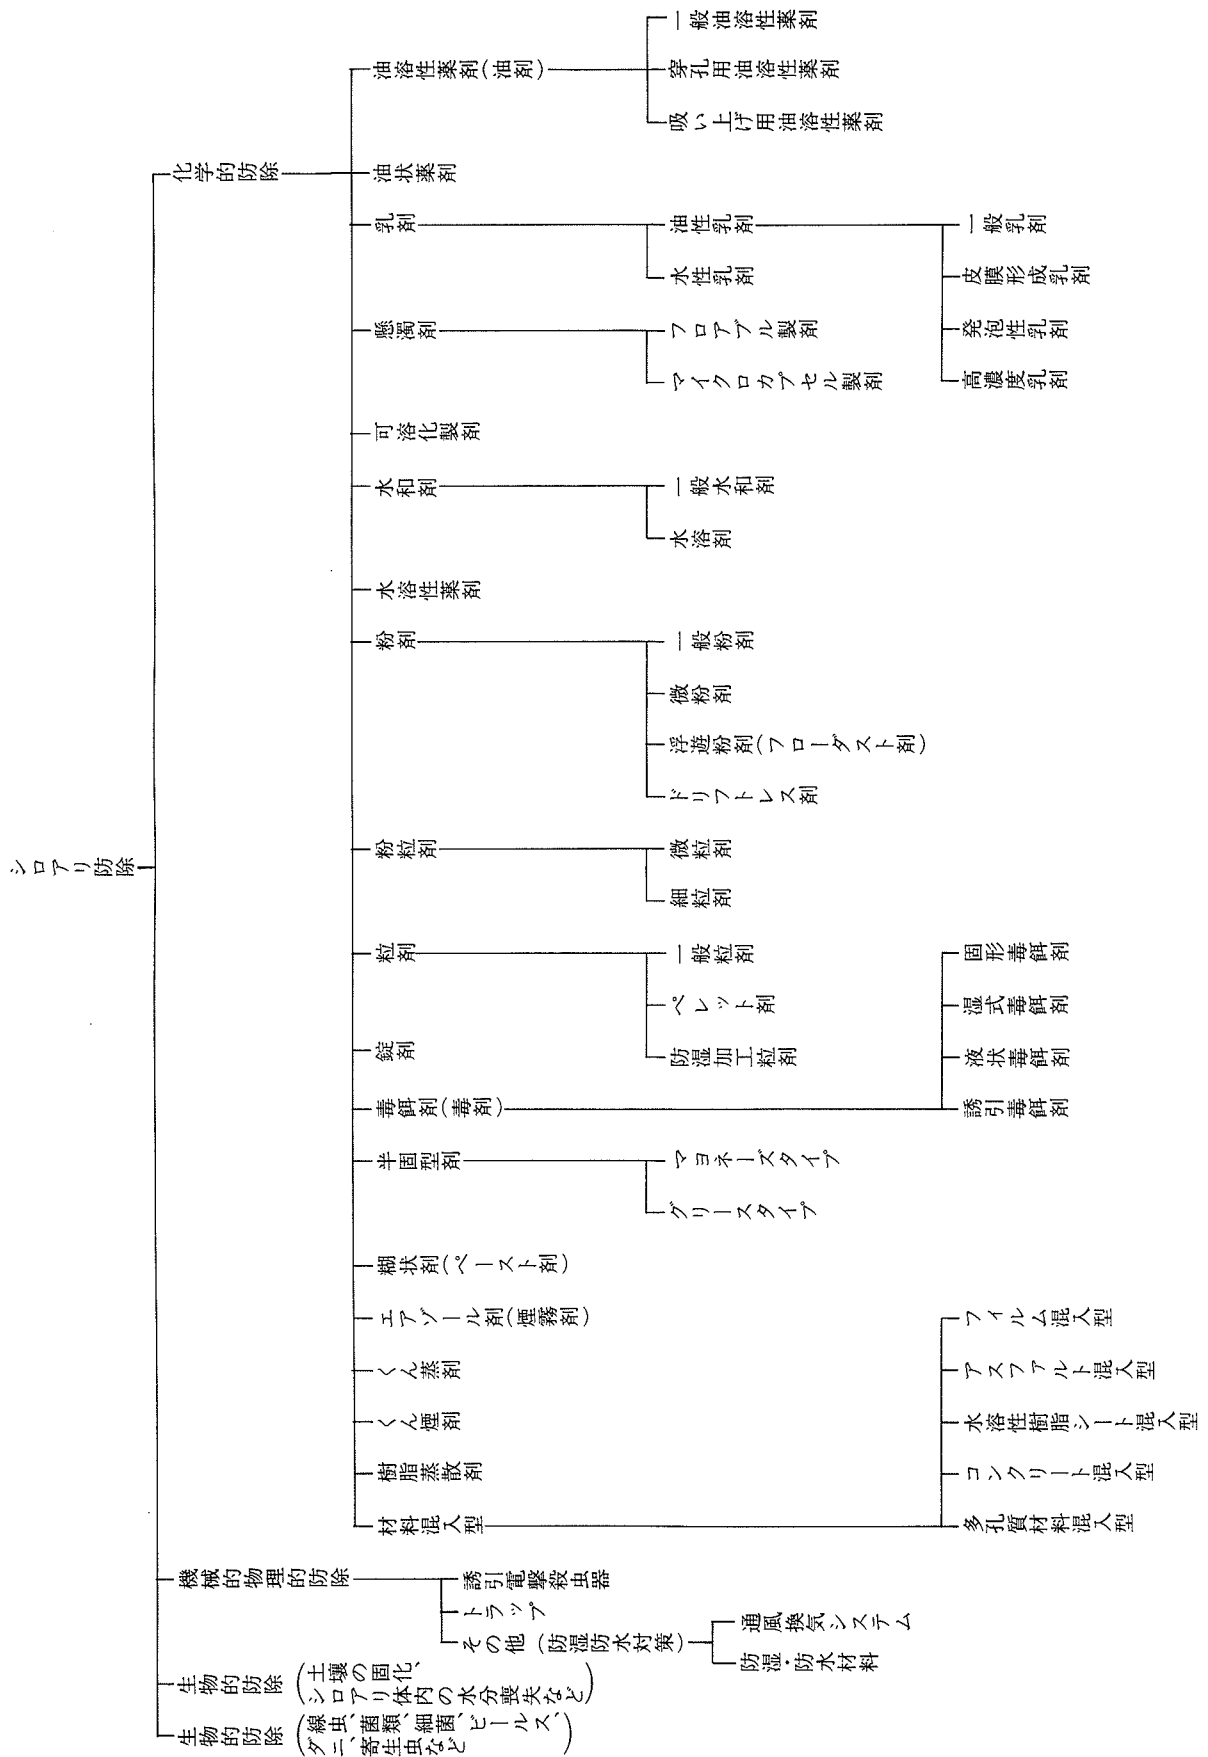 シロアリ防除
化学的防除
油溶性薬剤(油剤)
一般油溶性薬剤
穿孔用油溶性薬剤
吸い上げ用油溶性薬剤
油状薬剤
乳剤
油性乳剤
一般乳剤
皮膜形成乳剤
発泡性乳剤
高濃度乳剤
水性乳剤
懸濁剤
フロアブル製剤
マイクロカプセル製剤
可溶化製剤
水和剤
一般水和剤
水溶剤
水溶性薬剤
粉剤
一般粉剤
微粉剤
浮遊粉剤(フローダスト剤)
ドリフトレス剤
粉粒剤
微粒剤
細粒剤
粒剤
一般粒剤
ペレット剤
防湿加工粒剤
錠剤
毒餌剤(毒剤)
固形毒餌剤
湿式毒餌剤
液状毒餌剤
誘引毒餌剤
半固型剤
マヨネーズタイプ
グリースタイプ
糊状剤(ペースト剤)
エアゾール剤(煙霧剤)
くん蒸剤
くん煙剤
樹脂蒸散剤
材料混入型
フィルム混入型
アスファルト混入型
水溶性樹脂シート混入型
コンクリート混入型
多孔質材料混入型
機械的物理的防除
誘引電撃殺虫器
トラップ
その他(防湿防水対策)
通風換気システム
防湿・防水材料
生物的防除
(土壌の固化、
シロアリ体内の水分喪失など)
生物的防除
(線虫、菌類、細菌、ビールス、
ダニ、寄生虫など)